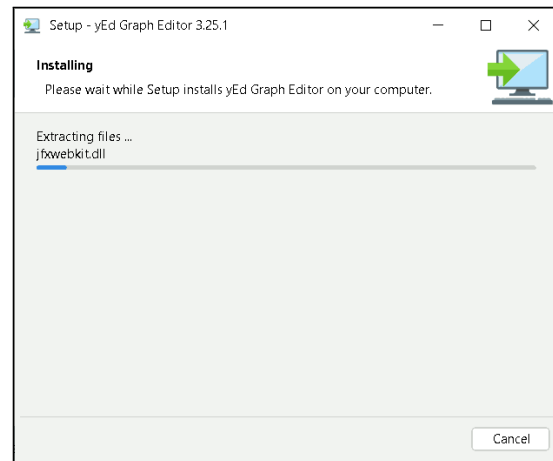 Setup - yEd Graph Editor 3.25.1
Installing
Please wait while Setup installs yEd Graph Editor on your computer.
Extracting files ...
jfxwebkit.dll
Cancel